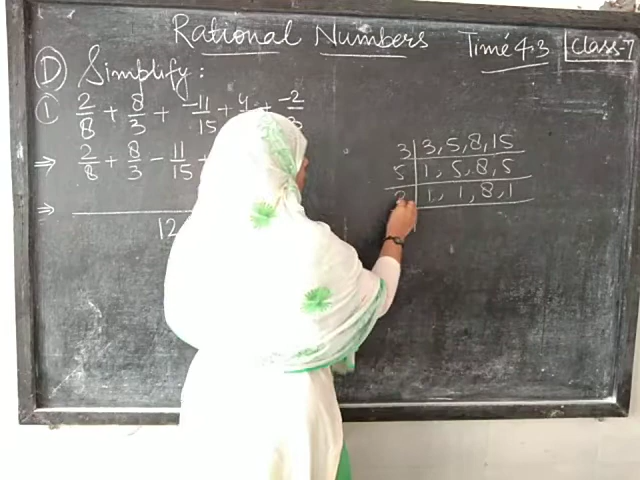 Rational Numbers Time 4.3 Class-7
D Simplify:
① 2/8 + 8/3 + -11/15 + 4/ + -2/
⇒ 2/8 + 8/3 - 11/15 +
⇒ 12
3 | 3, 5, 8, 15
5 | 1, 5, 8, 5
1, 1, 8, 1